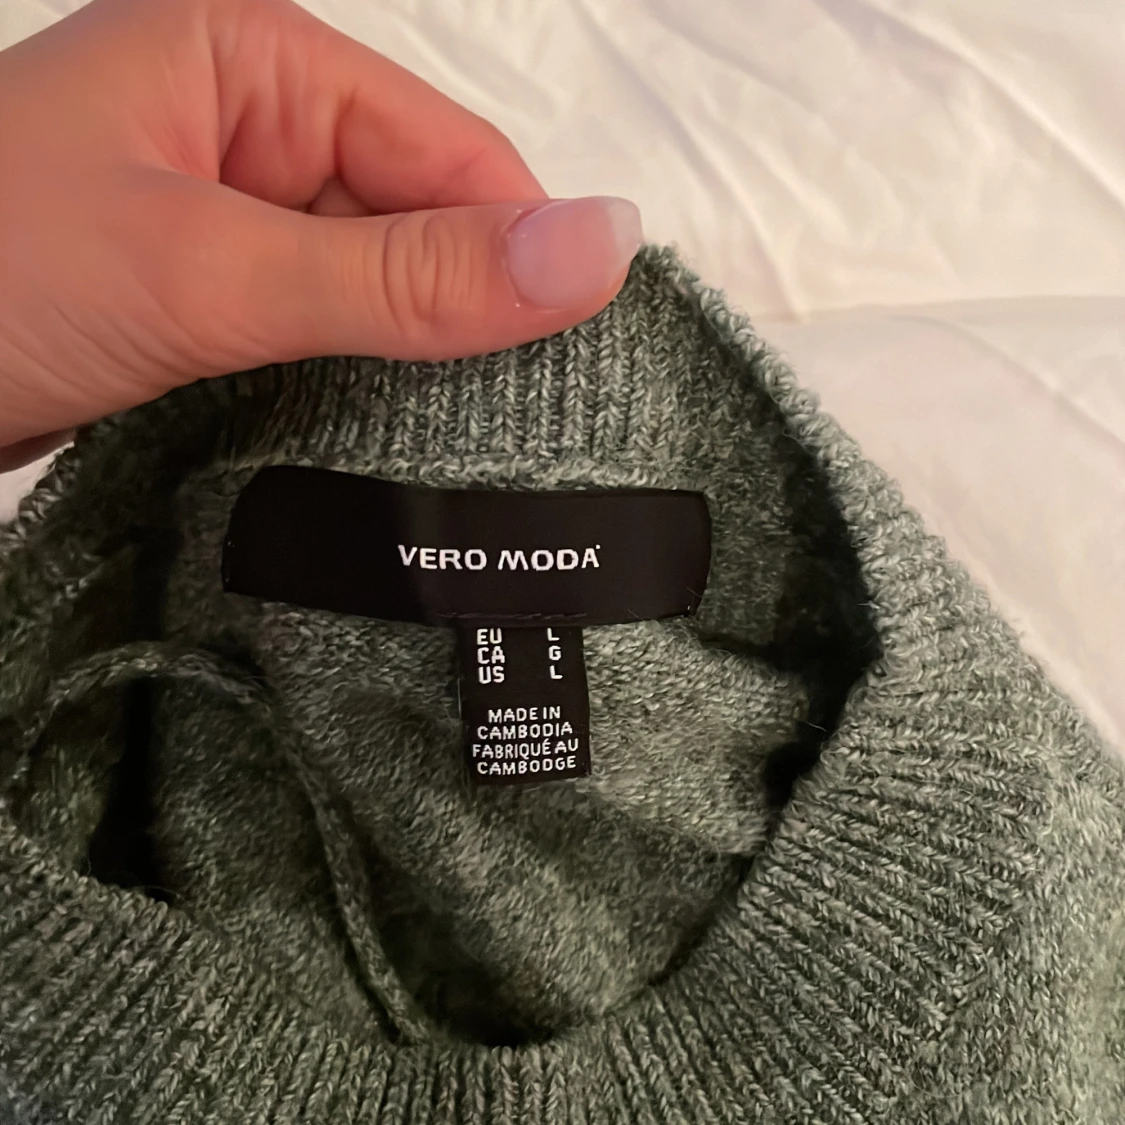 VERO MODA
EU L
CA G
US L
MADE IN
CAMBODIA
FABRIQUÉ AU
CAMBODGE